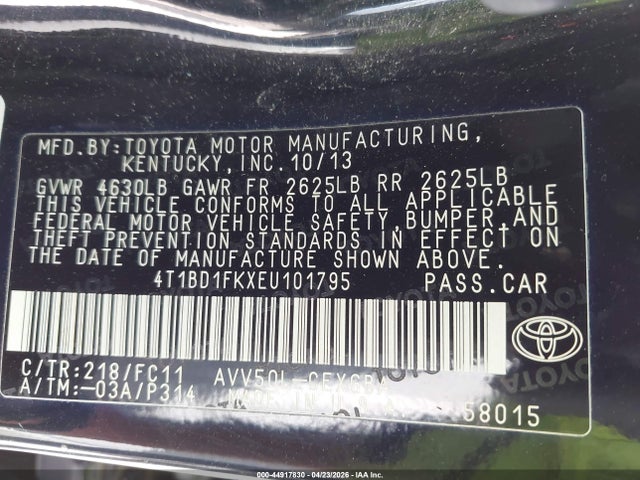 MFD.BY:TOYOTA MOTOR MANUFACTURING,
KENTUCKY,INC.10/13
GVWR 4630LB GAWR FR 2625LB RR 2625LB
THIS VEHICLE CONFORMS TO ALL APPLICABLE
FEDERAL MOTOR VEHICLE SAFETY,BUMPER,AND
THEFT PREVENTION STANDARDS IN EFFECT ON
THE DATE OF MANUFACTURE SHOWN ABOVE.
4T1BD1FKXEU101795 PASS.CAR
C/TR:218/FC11
A/TM:-03A/P314
MADE IN
58015
000-44917830 - 04/23/2026 - IAA Inc.